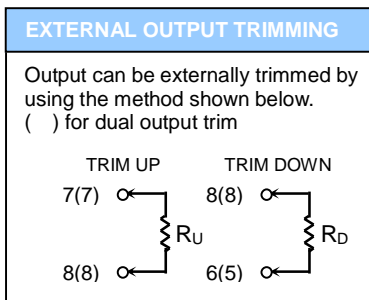 EXTERNAL OUTPUT TRIMMING
Output can be externally trimmed by
using the method shown below.
( ) for dual output trim
TRIM UP TRIM DOWN
7(7) 8(8)
RU RD
8(8) 6(5)